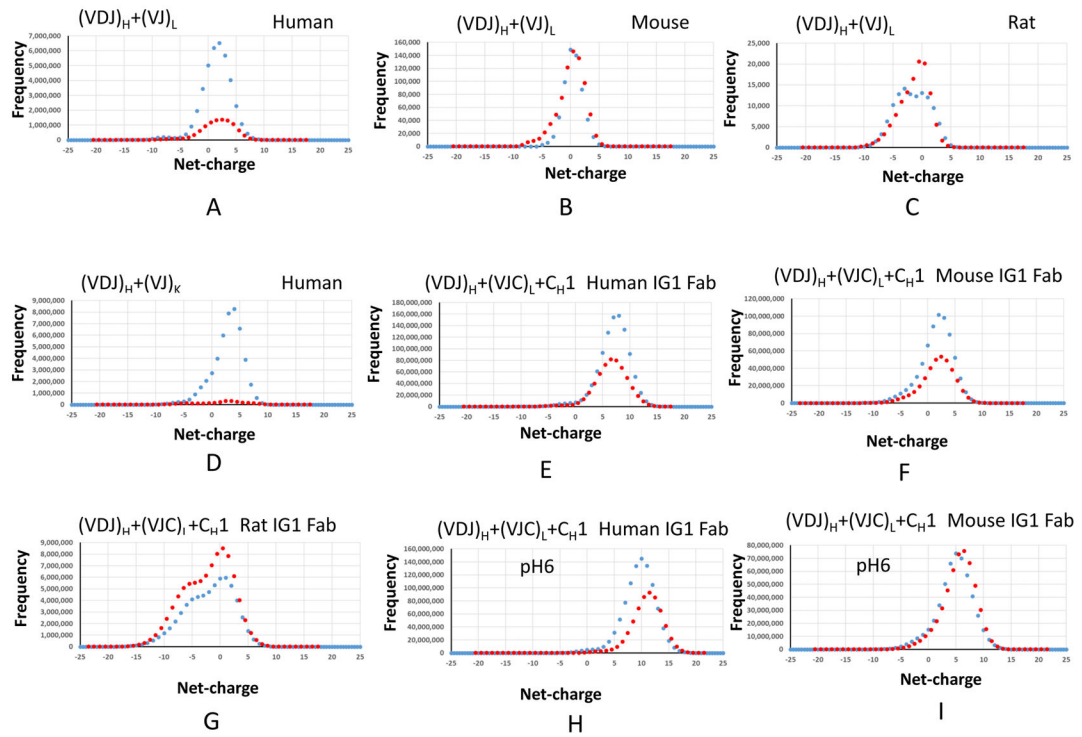 (VDJ)H+(VJ)L Human
7,000,000
6,000,000
5,000,000
4,000,000
3,000,000
2,000,000
1,000,000
0
Frequency
-25 -20 -15 -10 -5 0 5 10 15 20 25
Net-charge
A
(VDJ)H+(VJ)L Mouse
160,000
140,000
120,000
100,000
80,000
60,000
40,000
20,000
0
Frequency
-25 -20 -15 -10 -5 0 5 10 15 20 25
Net-charge
B
(VDJ)H+(VJ)L Rat
25,000
20,000
15,000
10,000
5,000
0
Frequency
-25 -20 -15 -10 -5 0 5 10 15 20 25
Net-charge
C
(VDJ)H+(VJ)K Human
9,000,000
8,000,000
7,000,000
6,000,000
5,000,000
4,000,000
3,000,000
2,000,000
1,000,000
0
Frequency
-25 -20 -15 -10 -5 0 5 10 15 20 25
Net-charge
D
(VDJ)H+(VJC)L+CH1 Human IG1 Fab
180,000,000
160,000,000
140,000,000
120,000,000
100,000,000
80,000,000
60,000,000
40,000,000
20,000,000
0
Frequency
-25 -20 -15 -10 -5 0 5 10 15 20 25
Net-charge
E
(VDJ)H+(VJC)L+CH1 Mouse IG1 Fab
120,000,000
100,000,000
80,000,000
60,000,000
40,000,000
20,000,000
0
Frequency
-25 -20 -15 -10 -5 0 5 10 15 20 25
Net-charge
F
(VDJ)H+(VJC)l+CH1 Rat IG1 Fab
9,000,000
8,000,000
7,000,000
6,000,000
5,000,000
4,000,000
3,000,000
2,000,000
1,000,000
0
Frequency
-25 -20 -15 -10 -5 0 5 10 15 20 25
Net-charge
G
(VDJ)H+(VJC)L+CH1 Human IG1 Fab
pH6
160,000,000
140,000,000
120,000,000
100,000,000
80,000,000
60,000,000
40,000,000
20,000,000
0
Frequency
-25 -20 -15 -10 -5 0 5 10 15 20 25
Net-charge
H
(VDJ)H+(VJC)L+CH1 Mouse IG1 Fab
pH6
80,000,000
70,000,000
60,000,000
50,000,000
40,000,000
30,000,000
20,000,000
10,000,000
0
Frequency
-25 -20 -15 -10 -5 0 5 10 15 20 25
Net-charge
I